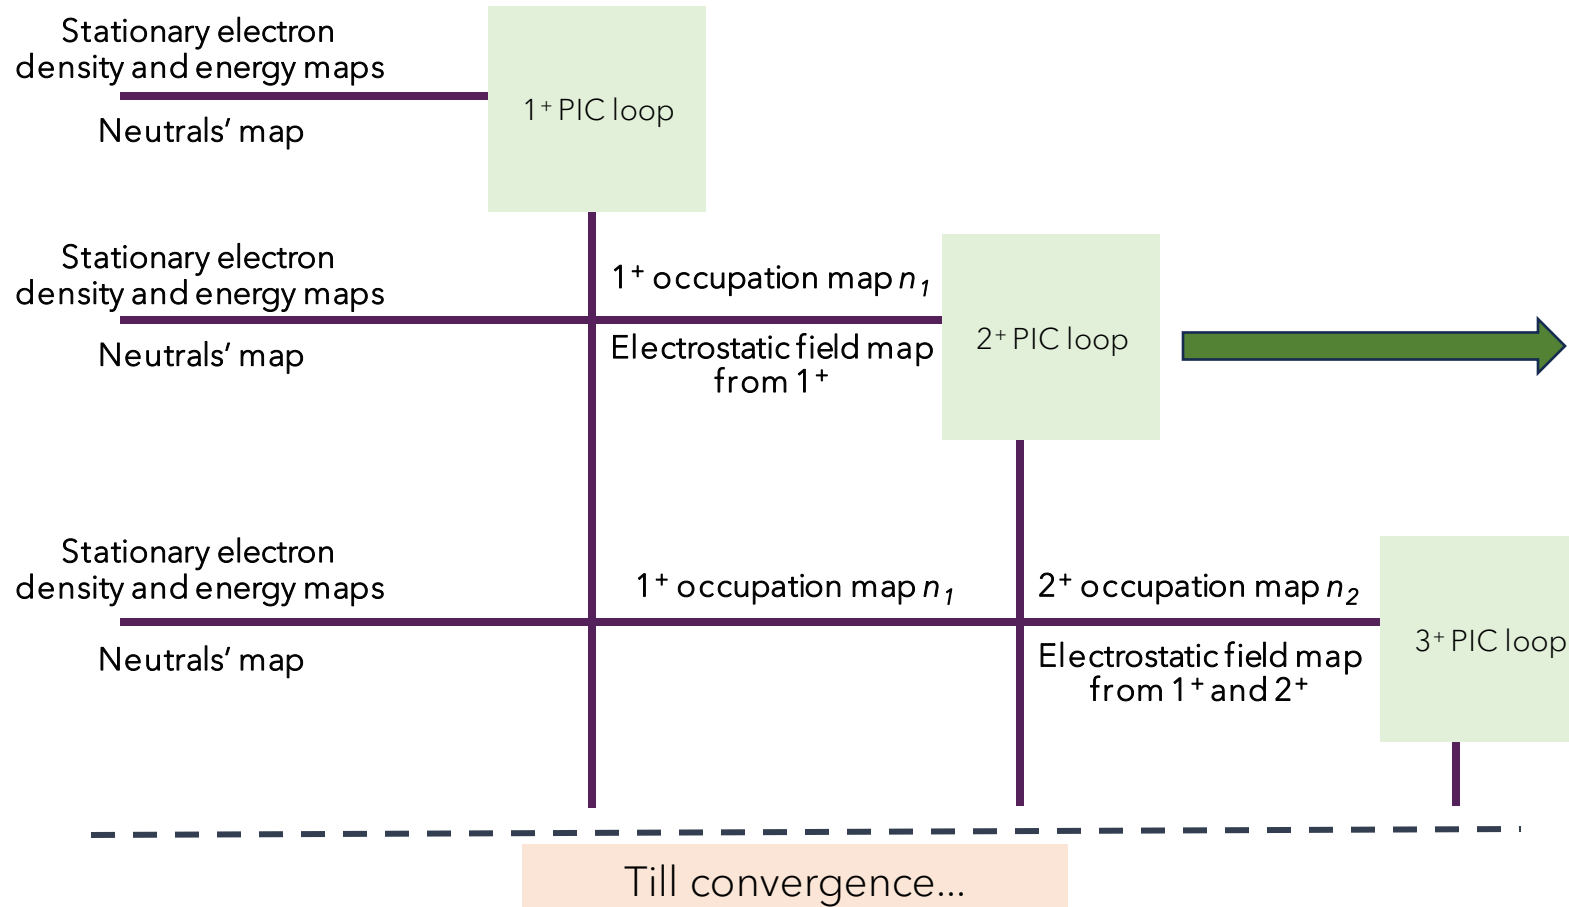 Stationary electron
density and energy maps
Neutrals’ map
1⁺ PIC loop
Stationary electron
density and energy maps
Neutrals’ map
1⁺ occupation map n₁
Electrostatic field map
from 1⁺
2⁺ PIC loop
Stationary electron
density and energy maps
Neutrals’ map
1⁺ occupation map n₁
2⁺ occupation map n₂
Electrostatic field map
from 1⁺ and 2⁺
3⁺ PIC loop
Till convergence...